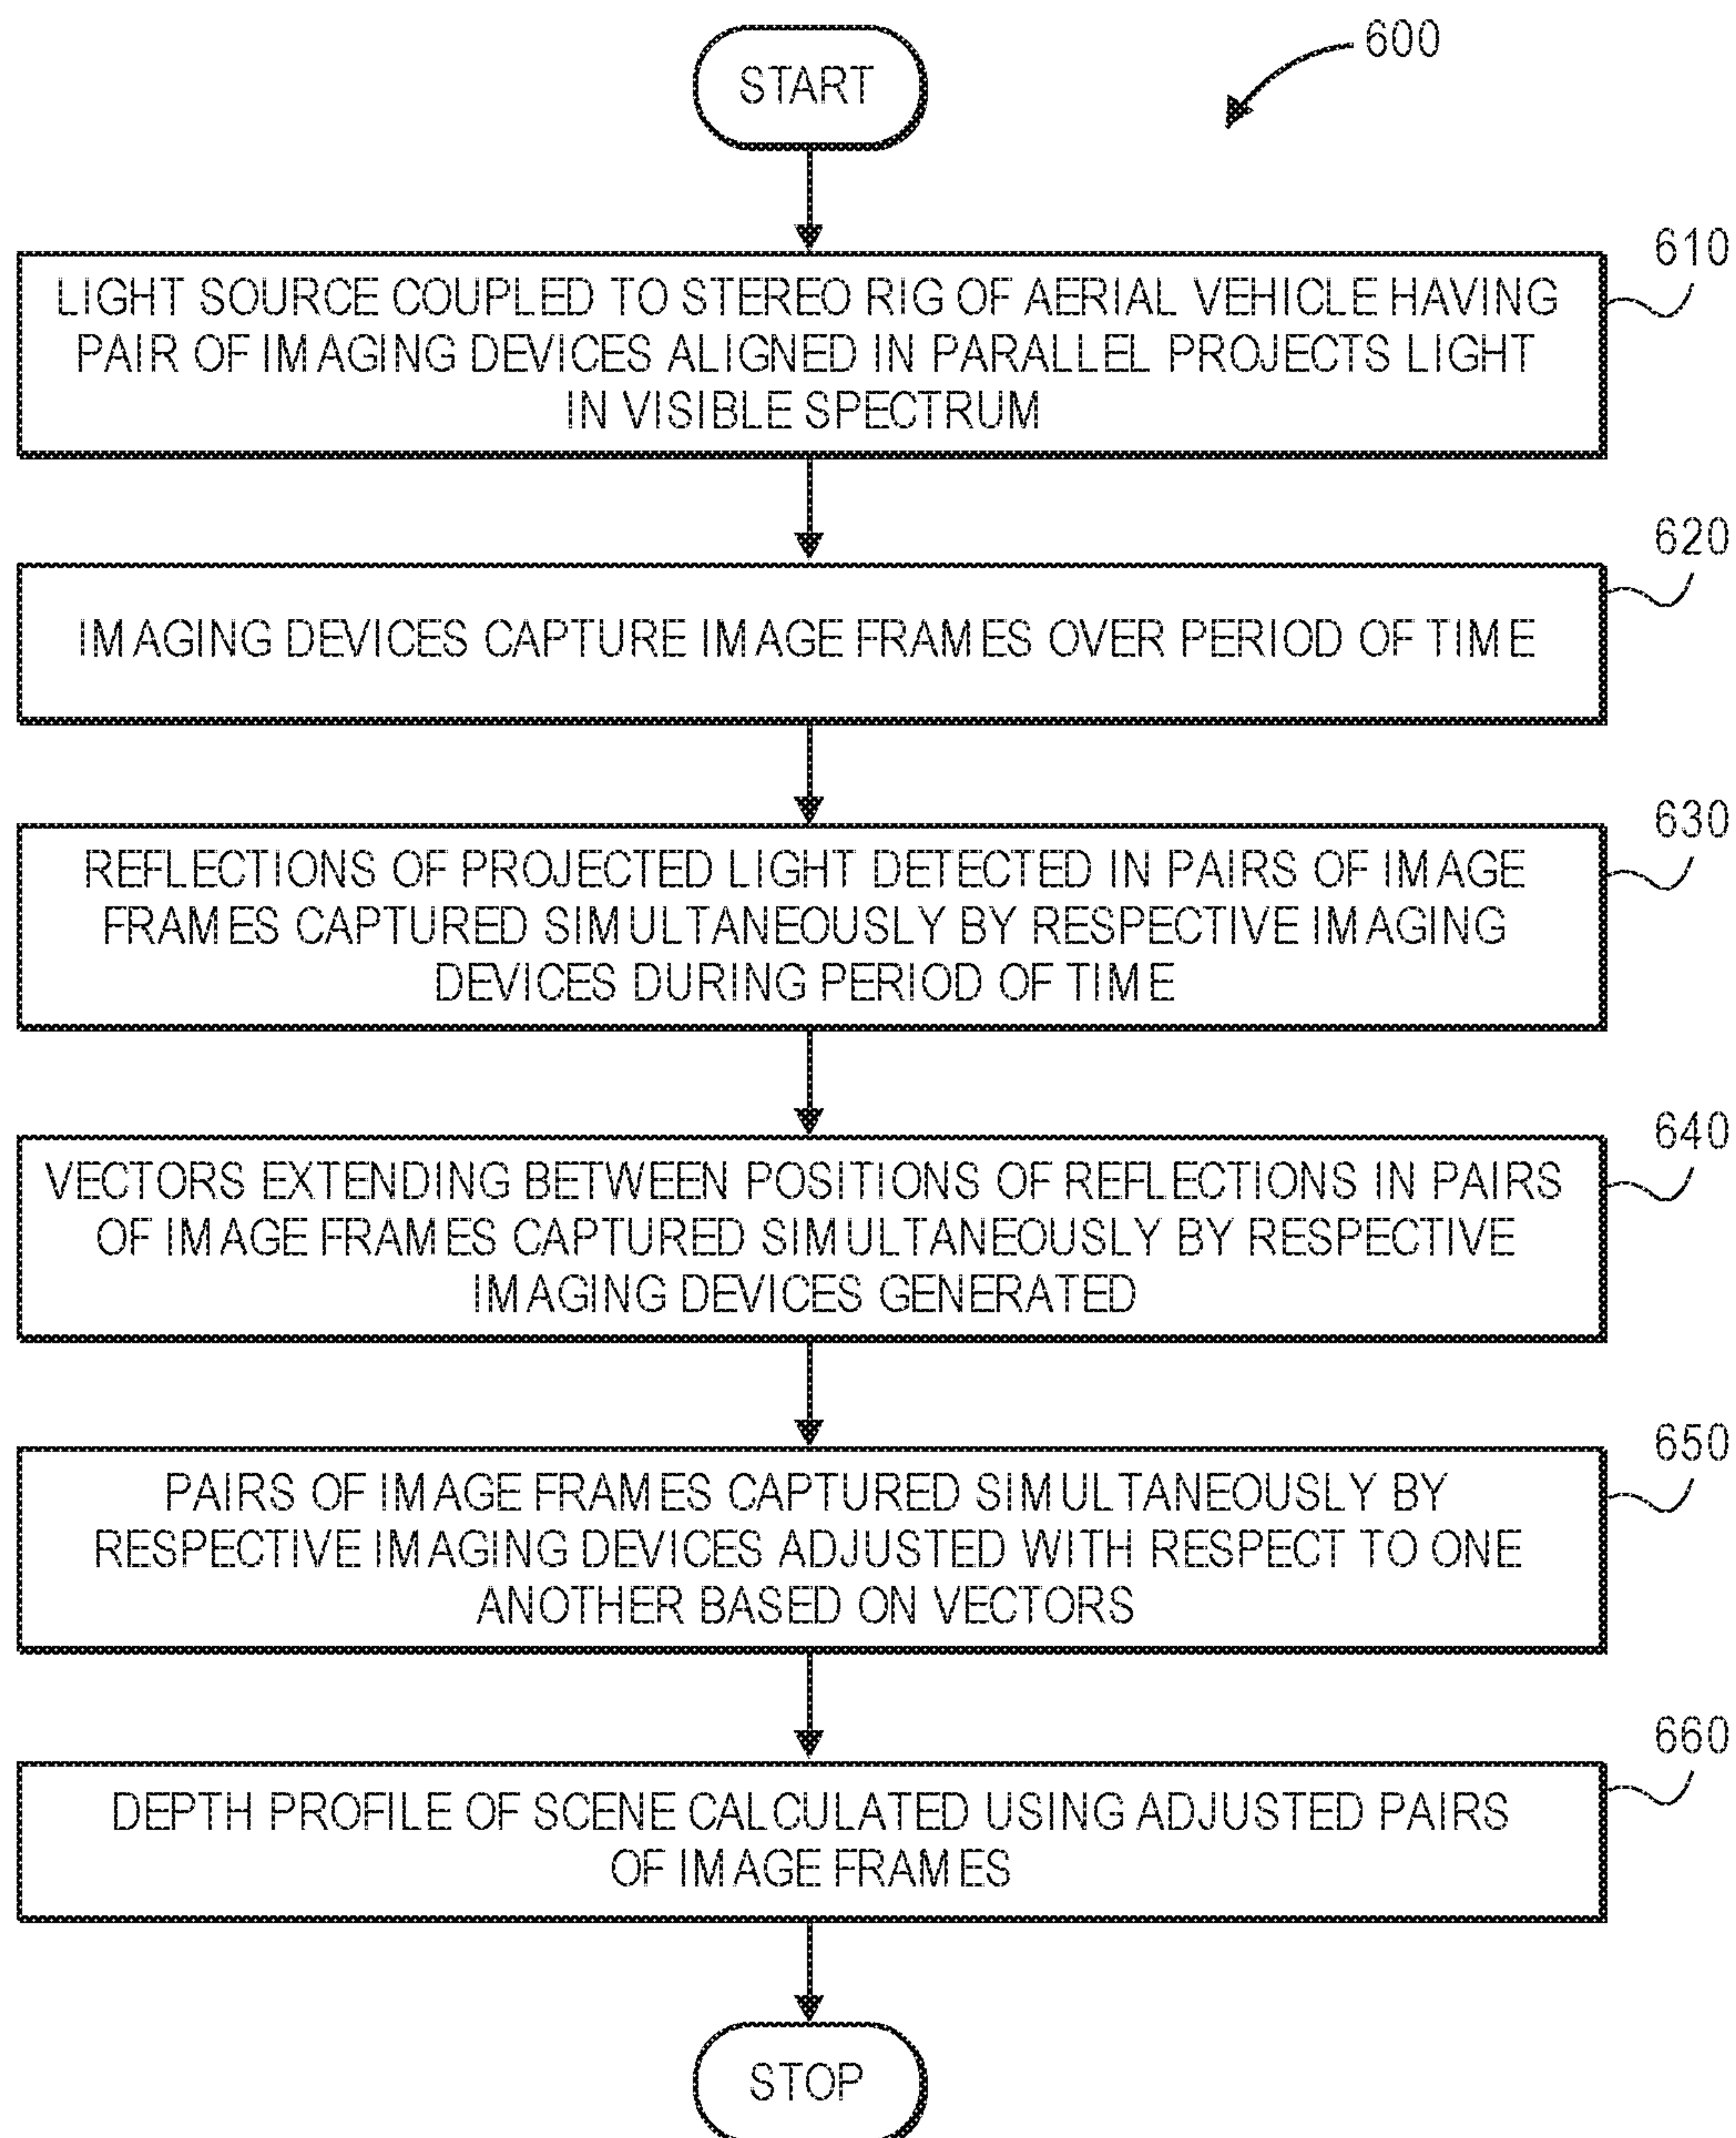 START
600
610
LIGHT SOURCE COUPLED TO STEREO RIG OF AERIAL VEHICLE HAVING
PAIR OF IMAGING DEVICES ALIGNED IN PARALLEL PROJECTS LIGHT
IN VISIBLE SPECTRUM
620
IMAGING DEVICES CAPTURE IMAGE FRAMES OVER PERIOD OF TIME
630
REFLECTIONS OF PROJECTED LIGHT DETECTED IN PAIRS OF IMAGE
FRAMES CAPTURED SIMULTANEOUSLY BY RESPECTIVE IMAGING
DEVICES DURING PERIOD OF TIME
640
VECTORS EXTENDING BETWEEN POSITIONS OF REFLECTIONS IN PAIRS
OF IMAGE FRAMES CAPTURED SIMULTANEOUSLY BY RESPECTIVE
IMAGING DEVICES GENERATED
650
PAIRS OF IMAGE FRAMES CAPTURED SIMULTANEOUSLY BY
RESPECTIVE IMAGING DEVICES ADJUSTED WITH RESPECT TO ONE
ANOTHER BASED ON VECTORS
660
DEPTH PROFILE OF SCENE CALCULATED USING ADJUSTED PAIRS
OF IMAGE FRAMES
STOP